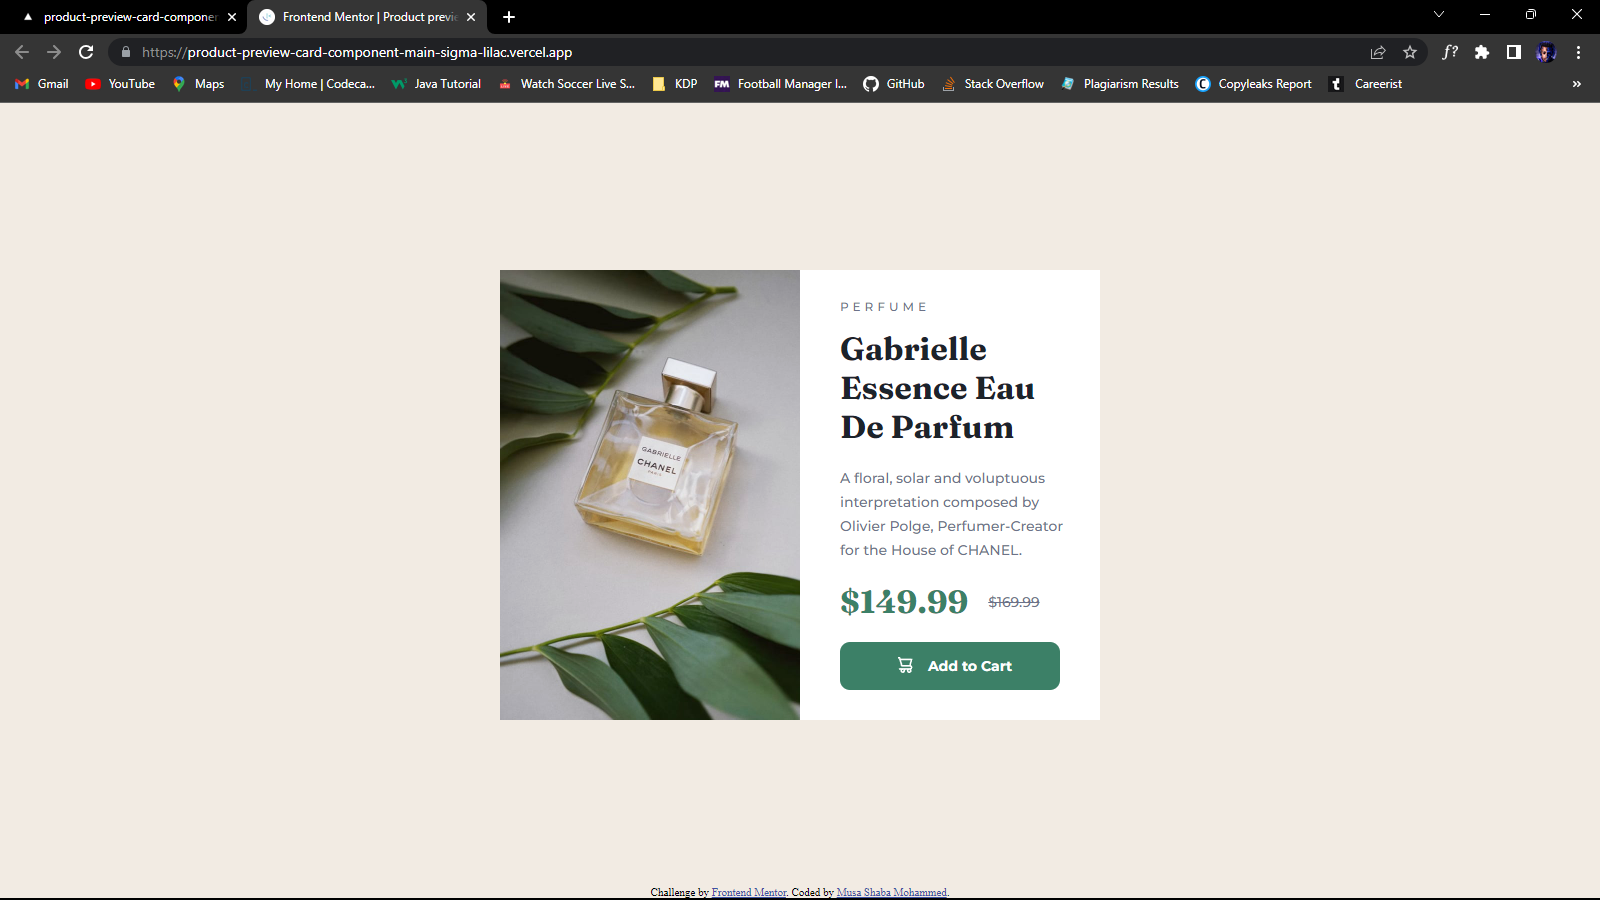 product-preview-card-componen
Frontend Mentor | Product previe
https://product-preview-card-component-main-sigma-lilac.vercel.app
f?
Gmail
YouTube
Maps
My Home | Codeca...
Java Tutorial
Watch Soccer Live S...
KDP
FM
Football Manager I...
GitHub
Stack Overflow
Plagiarism Results
C
Copyleaks Report
t
Careerist
»
GABRIELLE
CHANEL
PARIS
PERFUME
Gabrielle
Essence Eau
De Parfum
A floral, solar and voluptuous
interpretation composed by
Olivier Polge, Perfumer-Creator
for the House of CHANEL.
$149.99 $169.99
Add to Cart
Challenge by Frontend Mentor. Coded by Musa Shaba Mohammed.